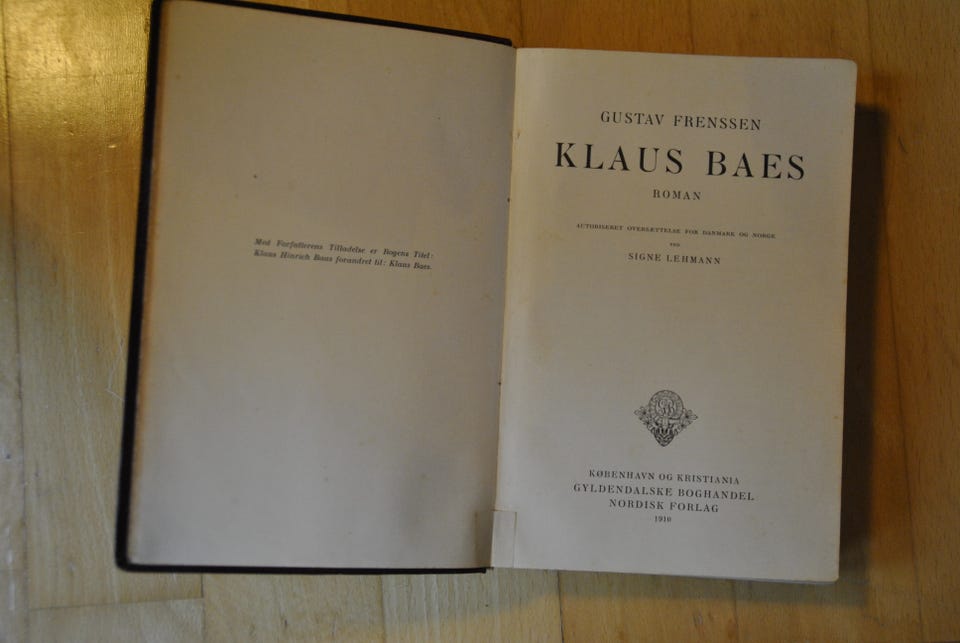 Med Forfatterens Tilladelse er Bogens Titel:
Klaus Hinrich Baas forandret til: Klaus Baes.
GUSTAV FRENSSEN
KLAUS BAES
ROMAN
AUTORISERET OVERSÆTTELSE FOR DANMARK OG NORGE
VED
SIGNE LEHMANN
KØBENHAVN OG KRISTIANIA
GYLDENDALSKE BOGHANDEL
NORDISK FORLAG
1910